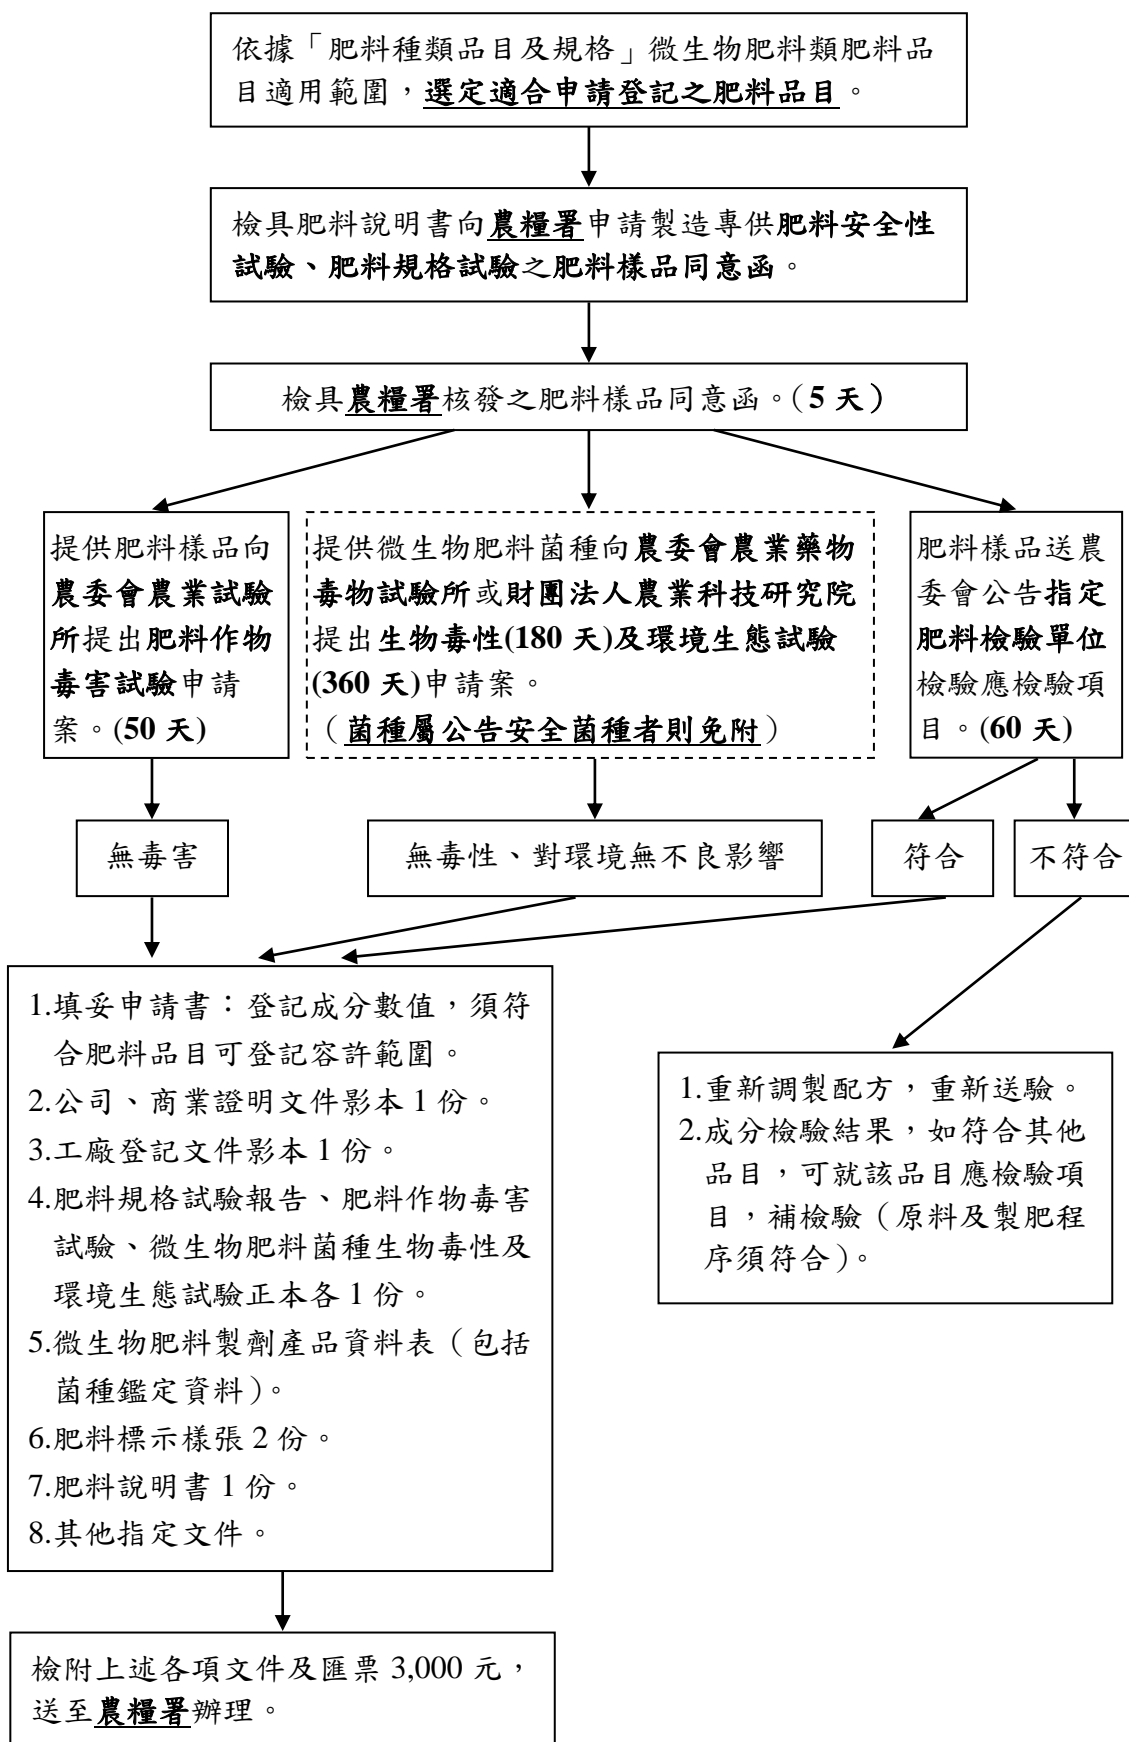 依據「肥料種類品目及規格」微生物肥料類肥料品
目適用範圍，選定適合申請登記之肥料品目。
檢具肥料說明書向農糧署申請製造專供肥料安全性
試驗、肥料規格試驗之肥料樣品同意函。
檢具農糧署核發之肥料樣品同意函。（5 天）
提供肥料樣品向
農委會農業試驗
所提出肥料作物
毒害試驗申請
案。(50 天)
提供微生物肥料菌種向農委會農業藥物
毒物試驗所或財團法人農業科技研究院
提出生物毒性(180 天)及環境生態試驗
(360 天)申請案。
（菌種屬公告安全菌種者則免附）
肥料樣品送農
委會公告指定
肥料檢驗單位
檢驗應檢驗項
目。(60 天)
無毒害
無毒性、對環境無不良影響
符合
不符合
1.填妥申請書：登記成分數值，須符
合肥料品目可登記容許範圍。
2.公司、商業證明文件影本 1 份。
3.工廠登記文件影本 1 份。
4.肥料規格試驗報告、肥料作物毒害
試驗、微生物肥料菌種生物毒性及
環境生態試驗正本各 1 份。
5.微生物肥料製劑產品資料表（包括
菌種鑑定資料）。
6.肥料標示樣張 2 份。
7.肥料說明書 1 份。
8.其他指定文件。
1.重新調製配方，重新送驗。
2.成分檢驗結果，如符合其他
品目，可就該品目應檢驗項
目，補檢驗（原料及製肥程
序須符合）。
檢附上述各項文件及匯票 3,000 元，
送至農糧署辦理。